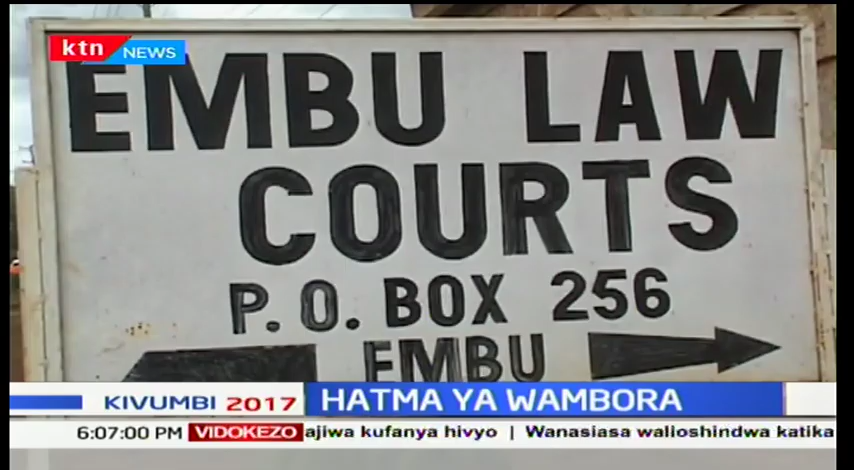 ktn NEWS
EMBU LAW
COURTS
P. O. BOX 256
EMBU
KIVUMBI 2017 HATMA YA WAMBORA
6:07:00 PM VIDOKEZO ajiwa kufanya hivyo | Wanasiasa walioshindwa katika